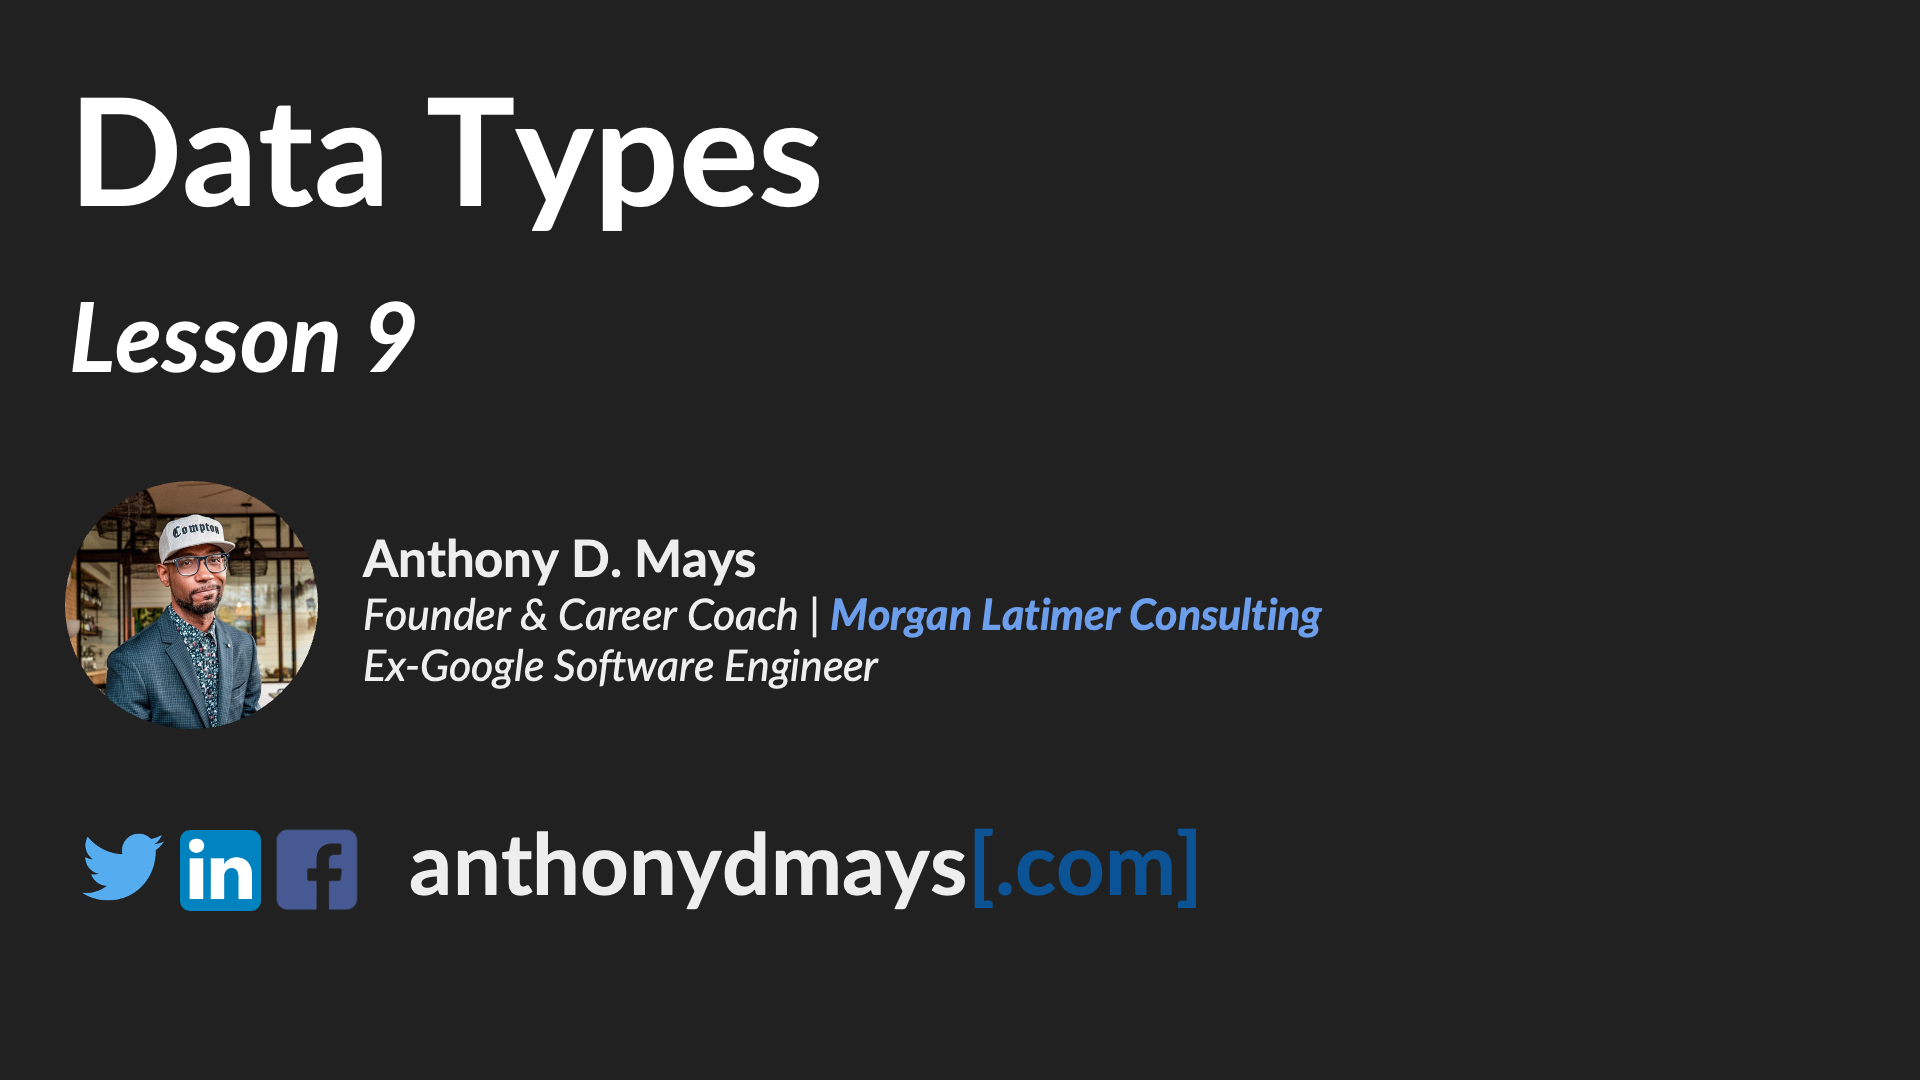 Data Types
Lesson 9
Compton
Anthony D. Mays
Founder & Career Coach | Morgan Latimer Consulting
Ex-Google Software Engineer
in f anthonydmays[.com]